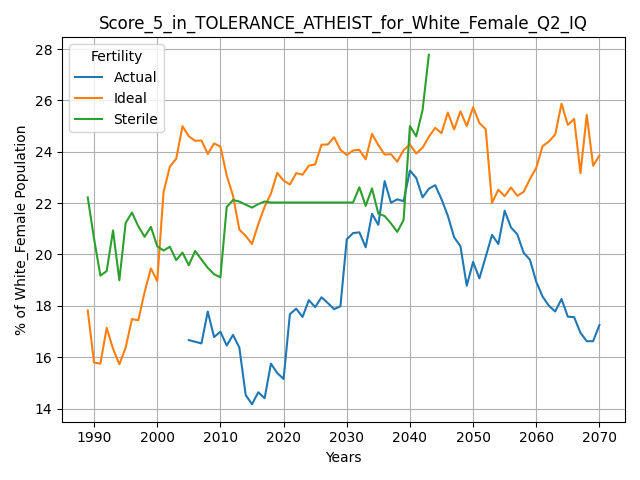 Score_5_in_TOLERANCE_ATHEIST_for_White_Female_Q2_IQ
Fertility
Actual
Ideal
Sterile
% of White_Female Population
28
26
24
22
20
18
16
14
1990 2000 2010 2020 2030 2040 2050 2060 2070
Years